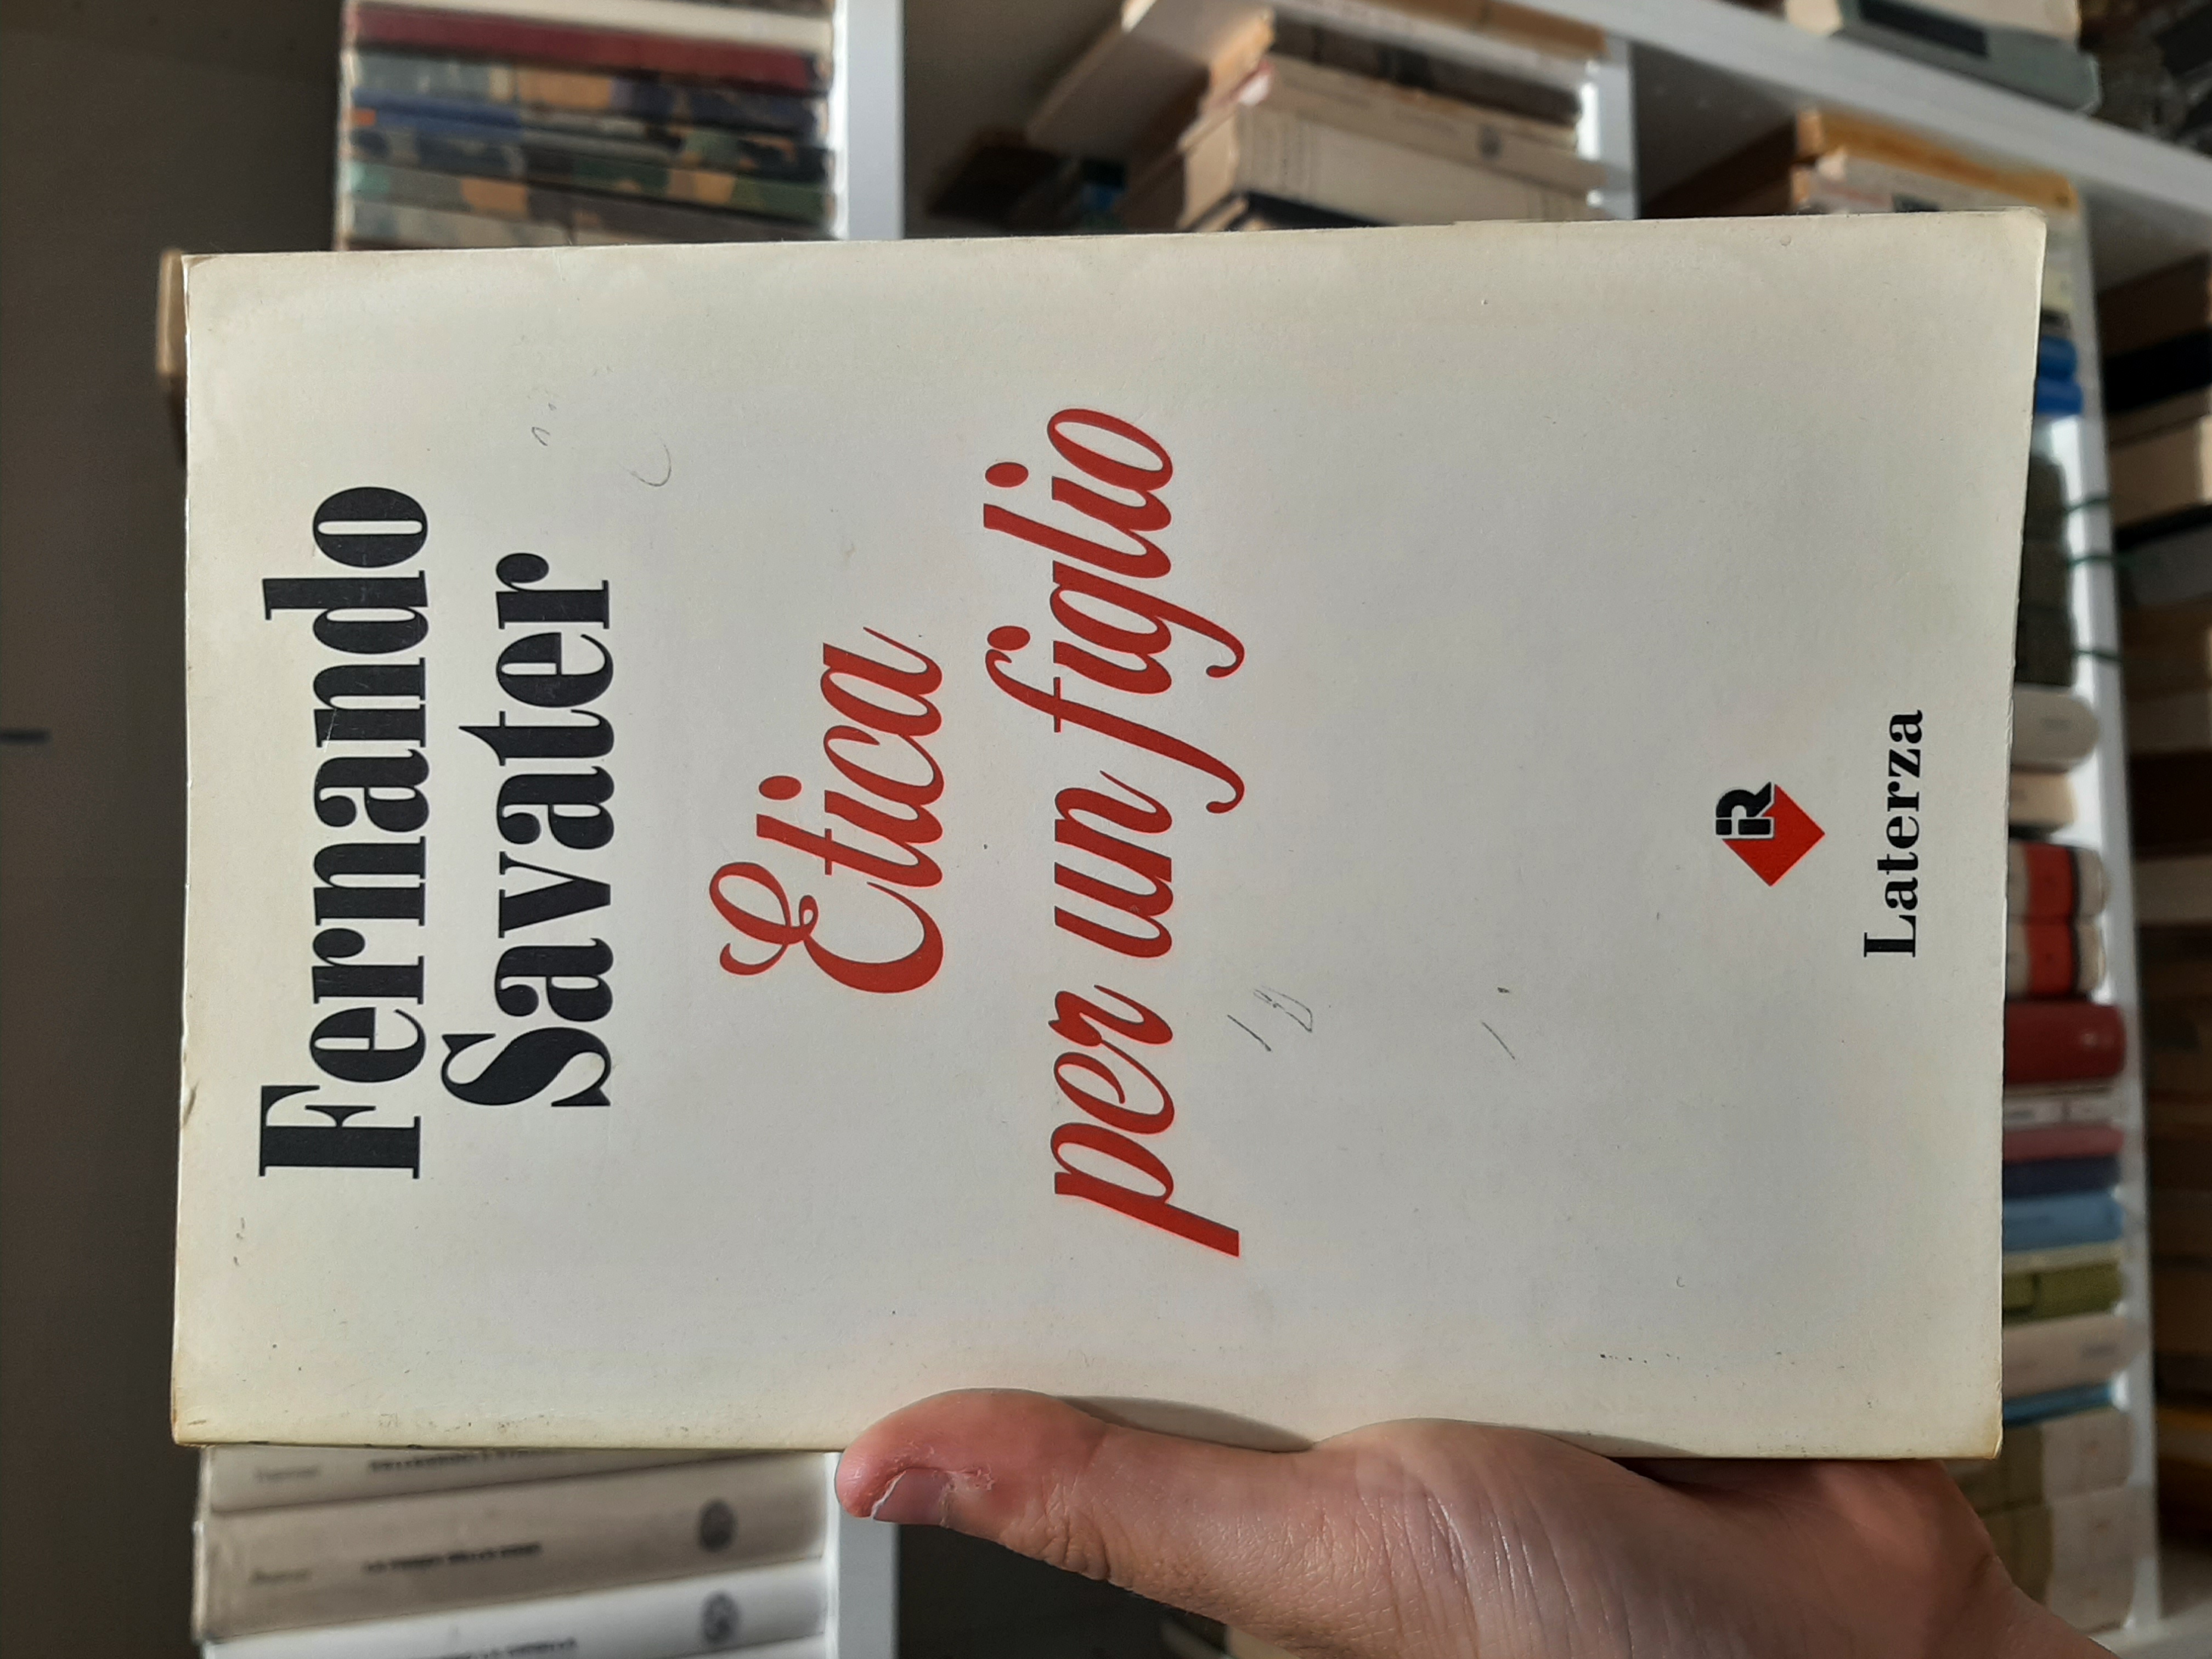 Fernando
Savater
Etica
per un figlio
Laterza